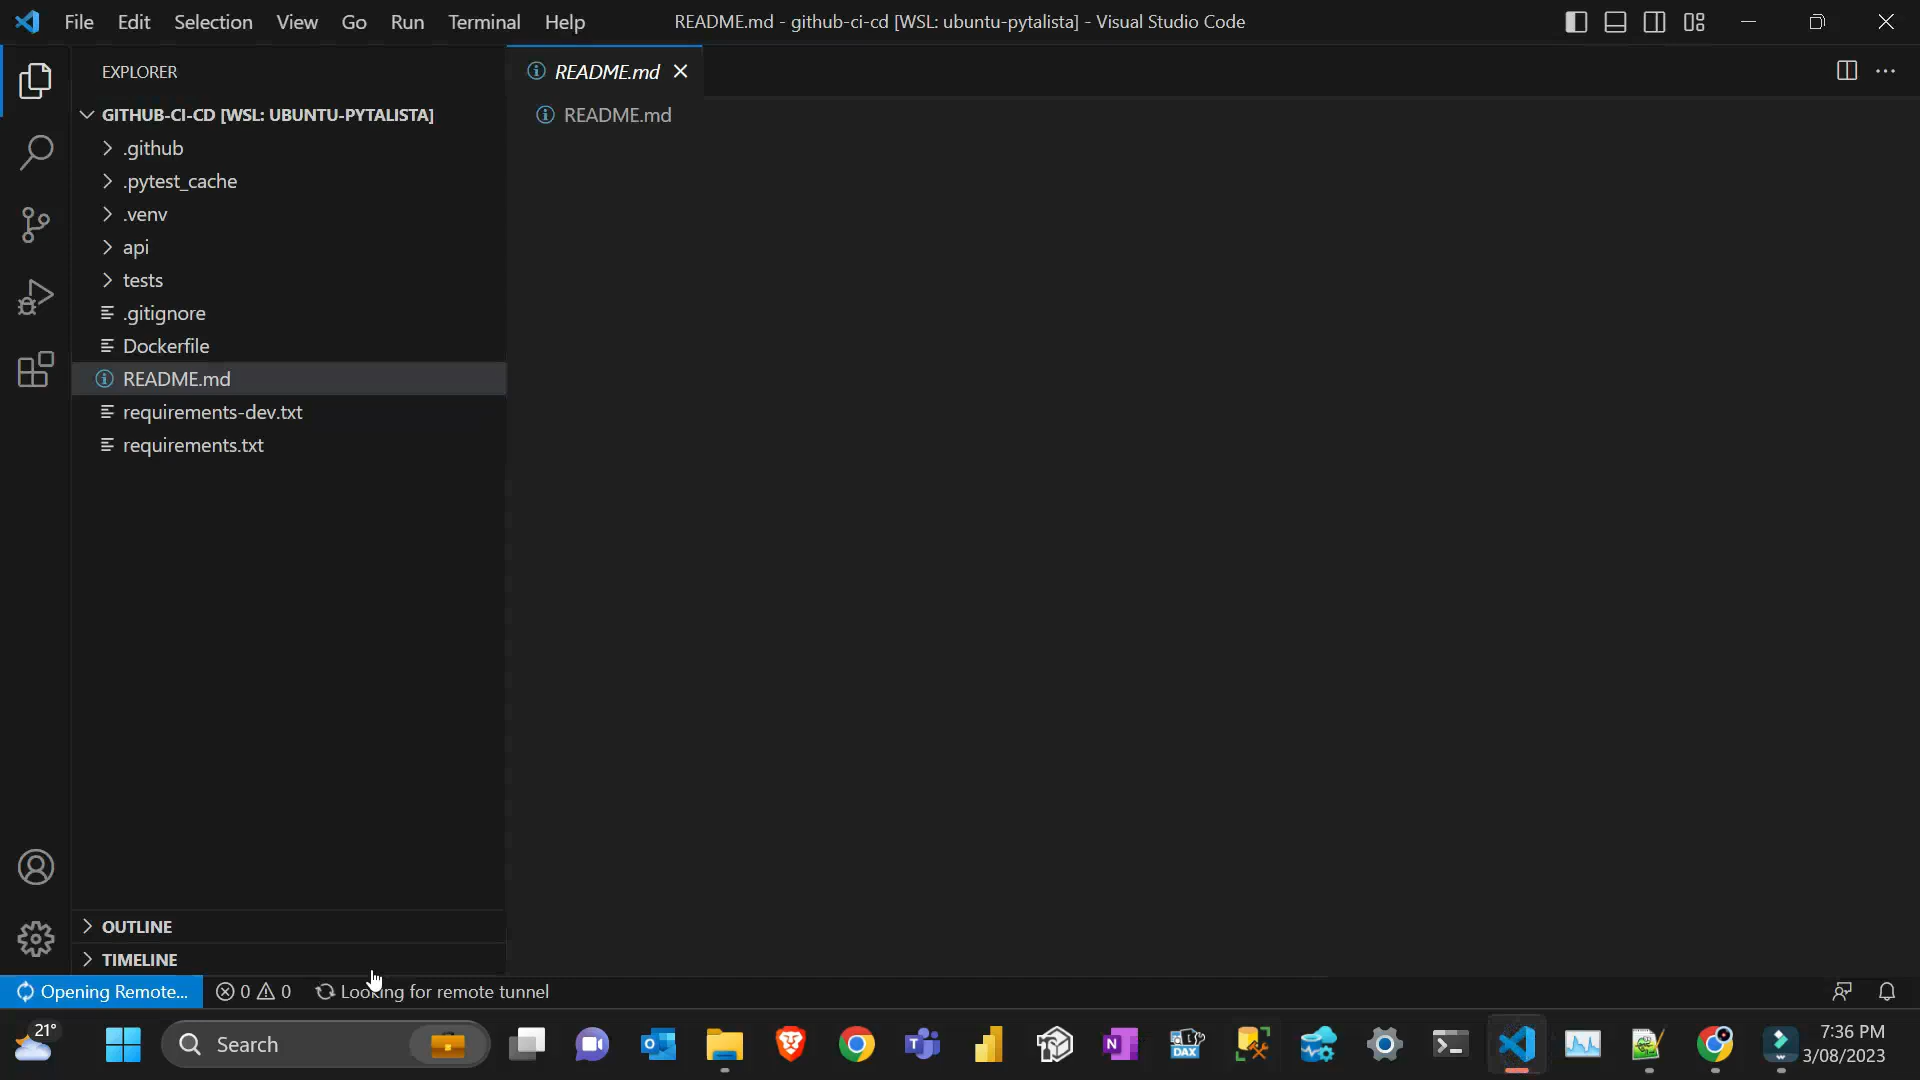 File Edit Selection View Go Run Terminal Help README.md - github-ci-cd [WSL: ubuntu-pytalista] - Visual Studio Code
EXPLORER
README.md
GITHUB-CI-CD [WSL: UBUNTU-PYTALISTA]
README.md
.github
.pytest_cache
.venv
api
tests
.gitignore
Dockerfile
README.md
requirements-dev.txt
requirements.txt
OUTLINE
TIMELINE
Opening Remote... 0 0 Looking for remote tunnel
21°
Search
DAX
7:36 PM
3/08/2023